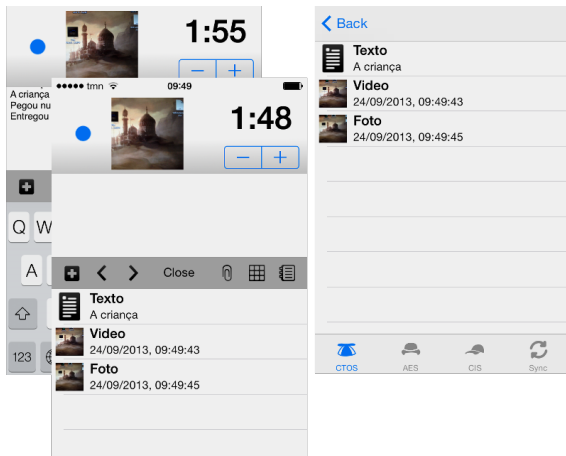 1:55
A criança
Pegou nu
Entregou
Q W
A
123
tmn 09:49
1:48
Close
Texto
A criança
Video
24/09/2013, 09:49:43
Foto
24/09/2013, 09:49:45
Back
Texto
A criança
Video
24/09/2013, 09:49:43
Foto
24/09/2013, 09:49:45
CTOS AES CIS Sync